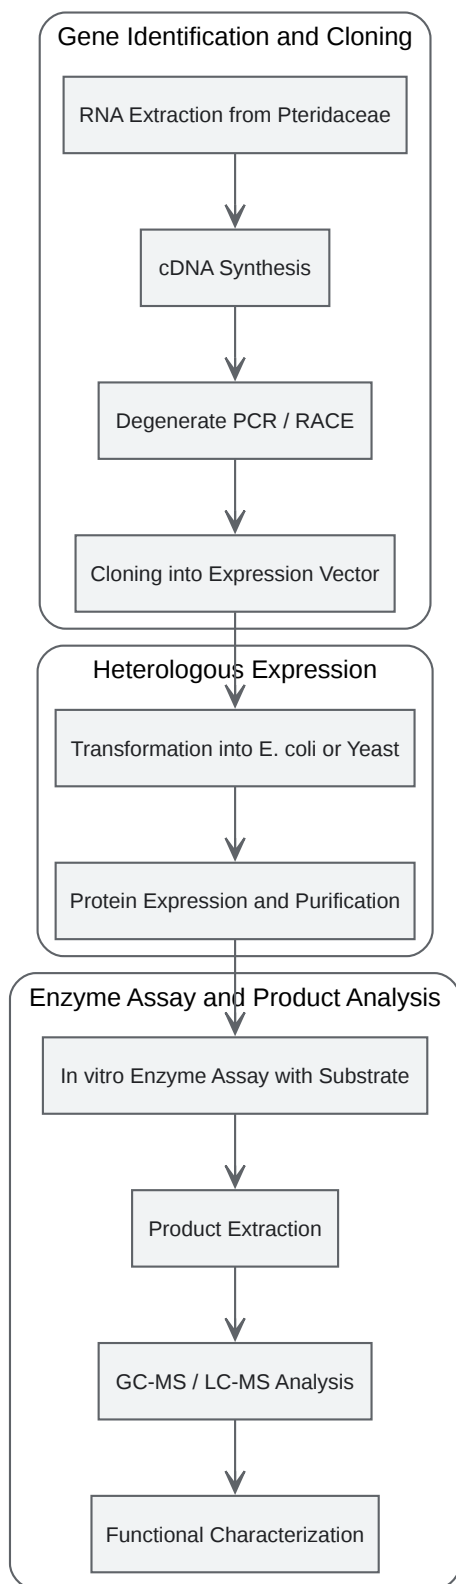 Gene Identification and Cloning
RNA Extraction from Pteridaceae
cDNA Synthesis
Degenerate PCR / RACE
Cloning into Expression Vector
Heterologous Expression
Transformation into E. coli or Yeast
Protein Expression and Purification
Enzyme Assay and Product Analysis
In vitro Enzyme Assay with Substrate
Product Extraction
GC-MS / LC-MS Analysis
Functional Characterization